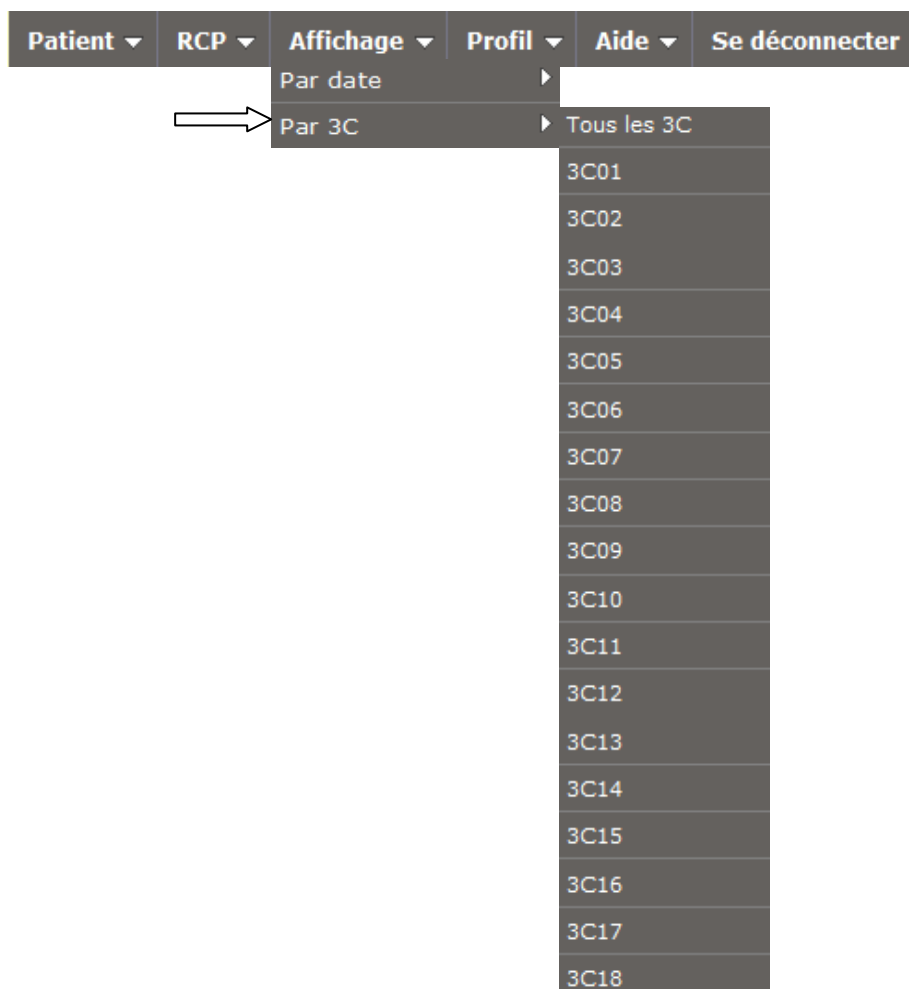 Patient RCP Affichage Profil Aide Se déconnecter
Par date
Par 3C
Tous les 3C
3C01
3C02
3C03
3C04
3C05
3C06
3C07
3C08
3C09
3C10
3C11
3C12
3C13
3C14
3C15
3C16
3C17
3C18